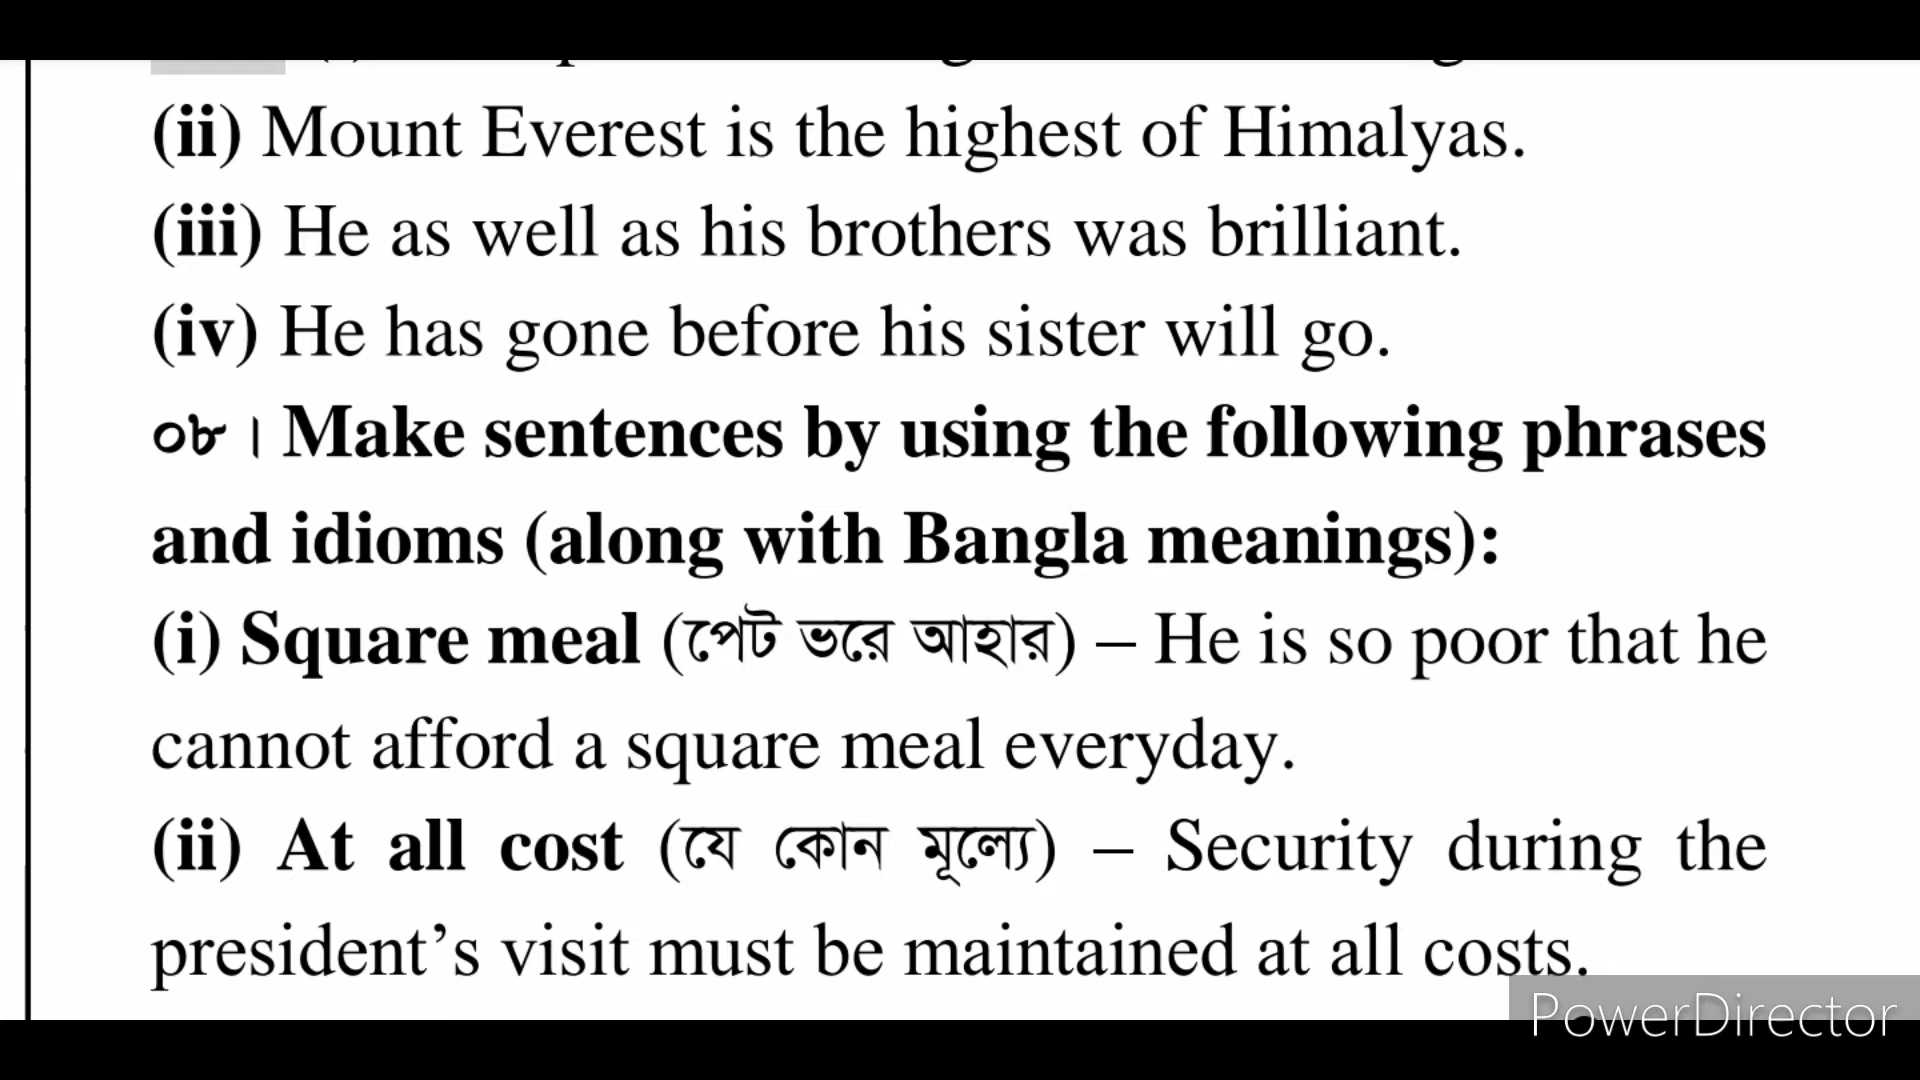 (ii) Mount Everest is the highest of Himalyas.
(iii) He as well as his brothers was brilliant.
(iv) He has gone before his sister will go.
০৮। Make sentences by using the following phrases
and idioms (along with Bangla meanings):
(i) Square meal (পেট ভরে আহার) – He is so poor that he
cannot afford a square meal everyday.
(ii) At all cost (যে কোন মূল্যে) – Security during the
president’s visit must be maintained at all costs.
PowerDirector